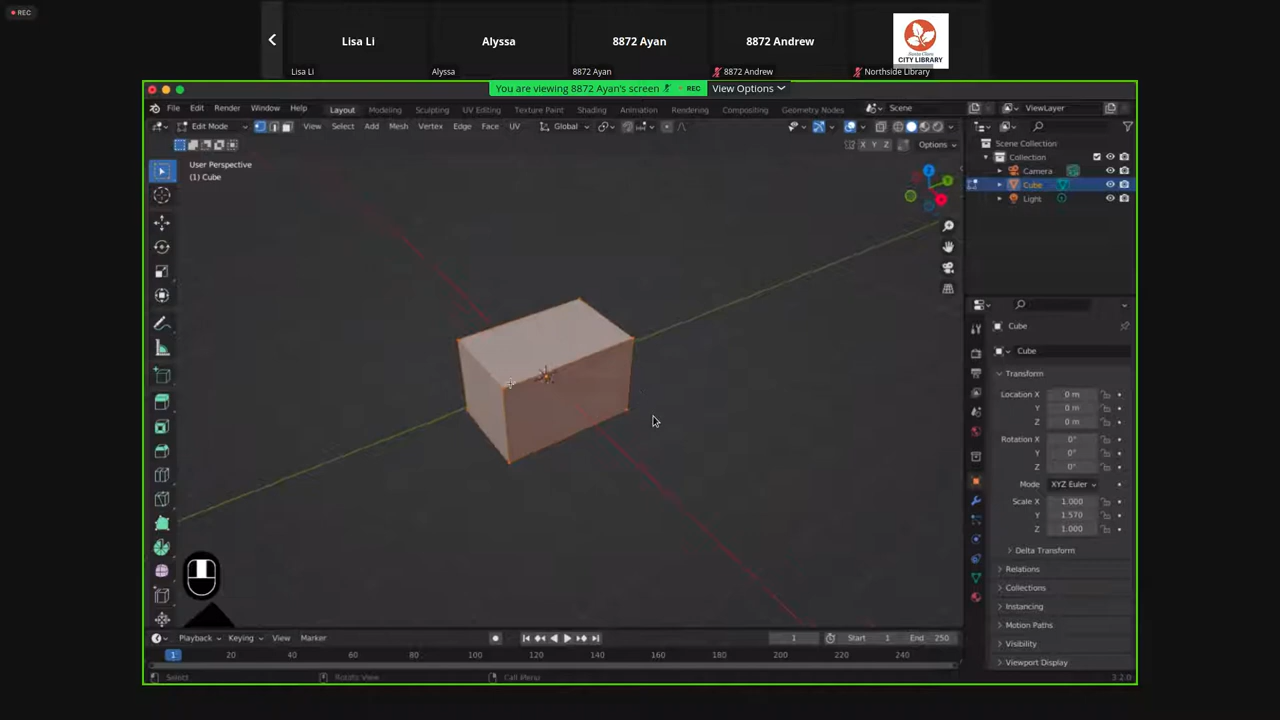 REC
Lisa Li
Alyssa
8872 Ayan
8872 Andrew
Santa Clara
CITY LIBRARY
Lisa Li
Alyssa
8872 Ayan
8872 Andrew
Northside Library
You are viewing 8872 Ayan's screen
REC
View Options
File Edit Render Window Help
Layout Modeling Sculpting UV Editing Texture Paint Shading Animation Rendering Compositing Geometry Nodes
Scene
ViewLayer
Edit Mode
View Select Add Mesh Vertex Edge Face UV
Global
X Y Z
Options
User Perspective
(1) Cube
Scene Collection
Collection
Camera
Cube
Light
Cube
Cube
Transform
Location X 0 m
Y 0 m
Z 0 m
Rotation X 0°
Y 0°
Z 0°
Mode XYZ Euler
Scale X 1.000
Y 1.570
Z 1.000
Delta Transform
Relations
Collections
Instancing
Motion Paths
Visibility
Viewport Display
Playback Keying View Marker
1
Start 1 End 250
1 20 40 60 80 100 120 140 160 180 200 220 240
Select Rotate View Call Menu
3.2.0